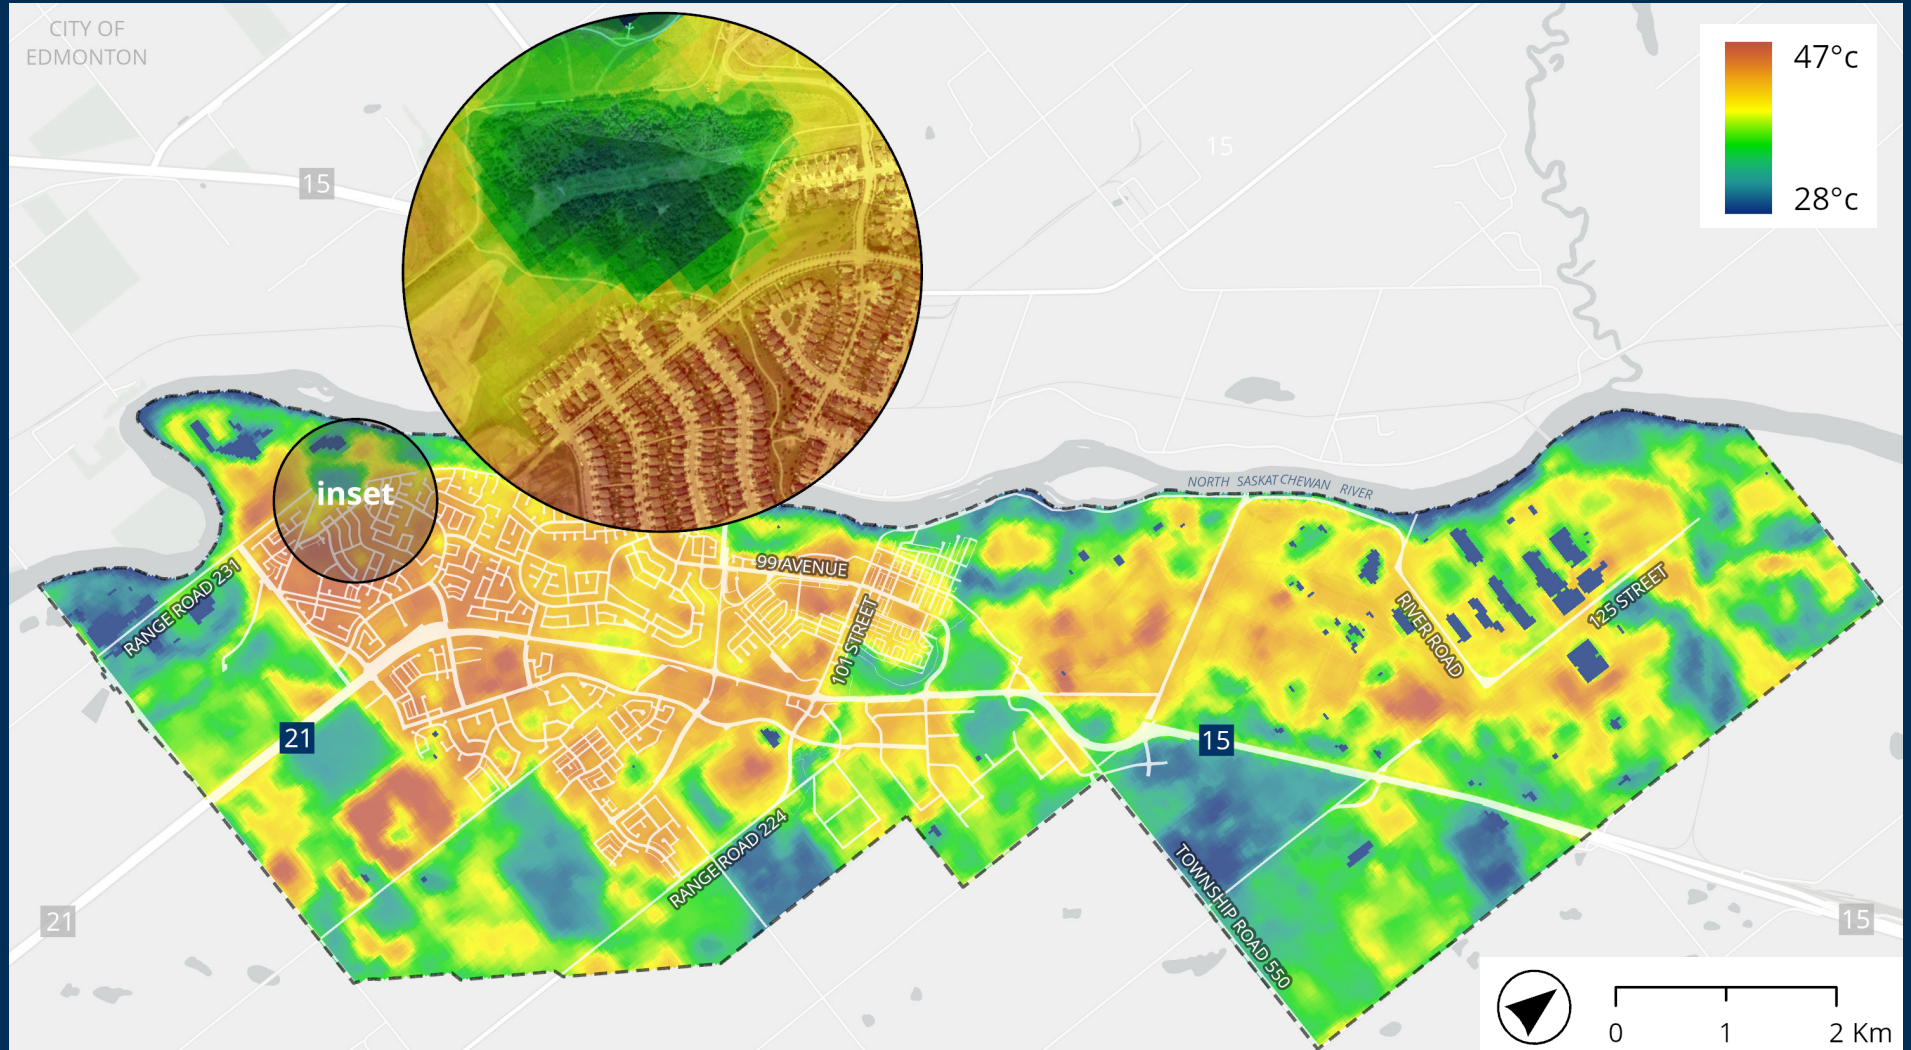 CITY OF
EDMONTON
47°c
28°c
15
15
inset
NORTH SASKATCHEWAN RIVER
99 AVENUE
RANGE ROAD 231
101 STREET
RIVER ROAD
125 STREET
21
15
RANGE ROAD 224
TOWNSHIP ROAD 550
21
15
0 1 2 Km